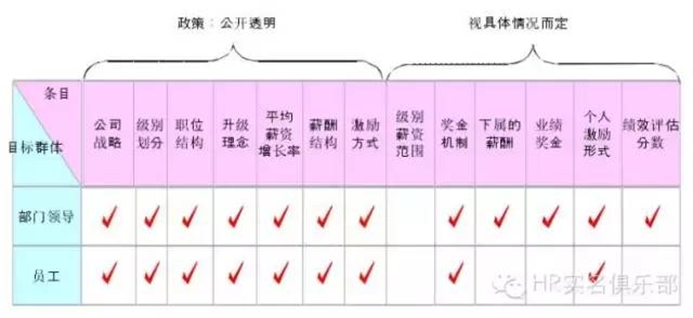 政策：公开透明
视具体情况而定
条目
目标群体
公司
战略
级别
划分
职位
结构
升级
理念
平均
薪资
增长率
薪酬
结构
激励
方式
级别
薪资
范围
奖金
机制
下属的
薪酬
业绩
奖金
个人
激励
形式
绩效评估
分数
部门领导
员工
HR实名俱乐部